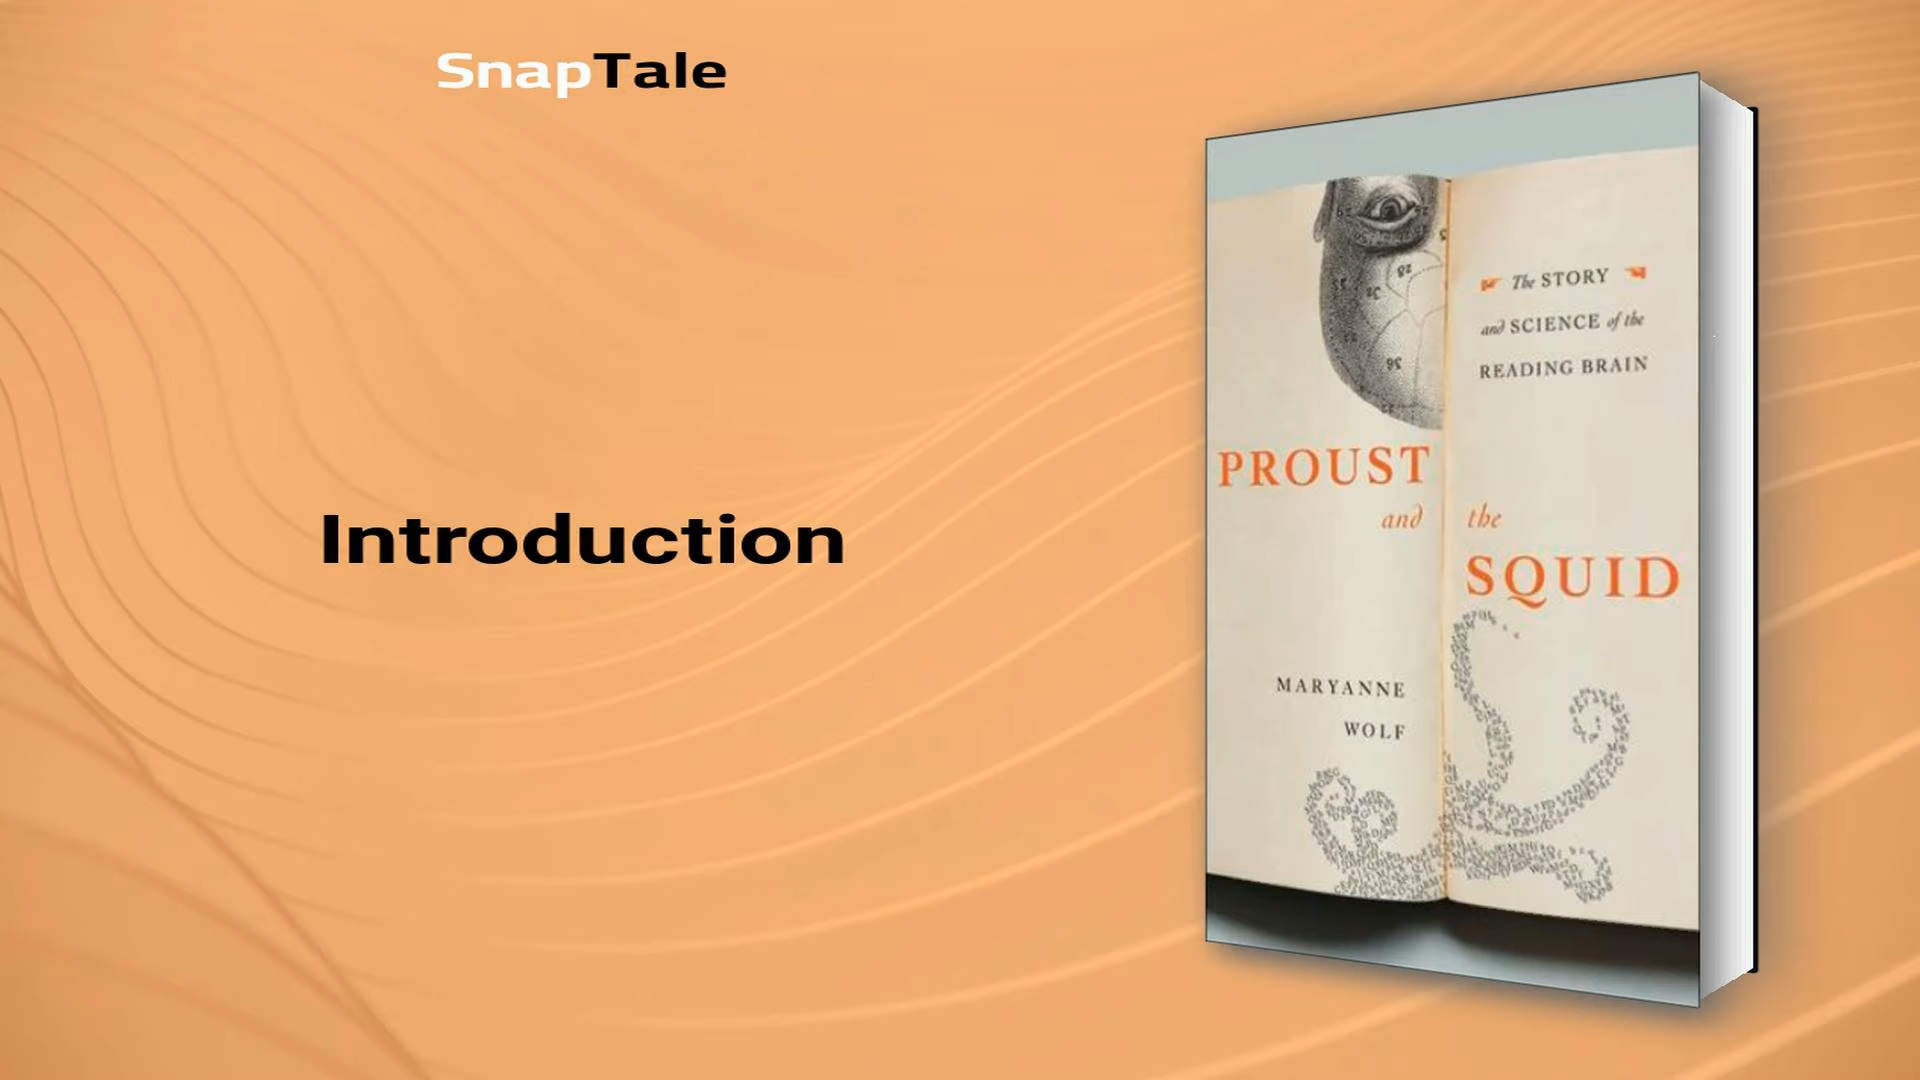 SnapTale
Introduction
The STORY
and SCIENCE of the
READING BRAIN
PROUST
and the
SQUID
MARYANNE
WOLF